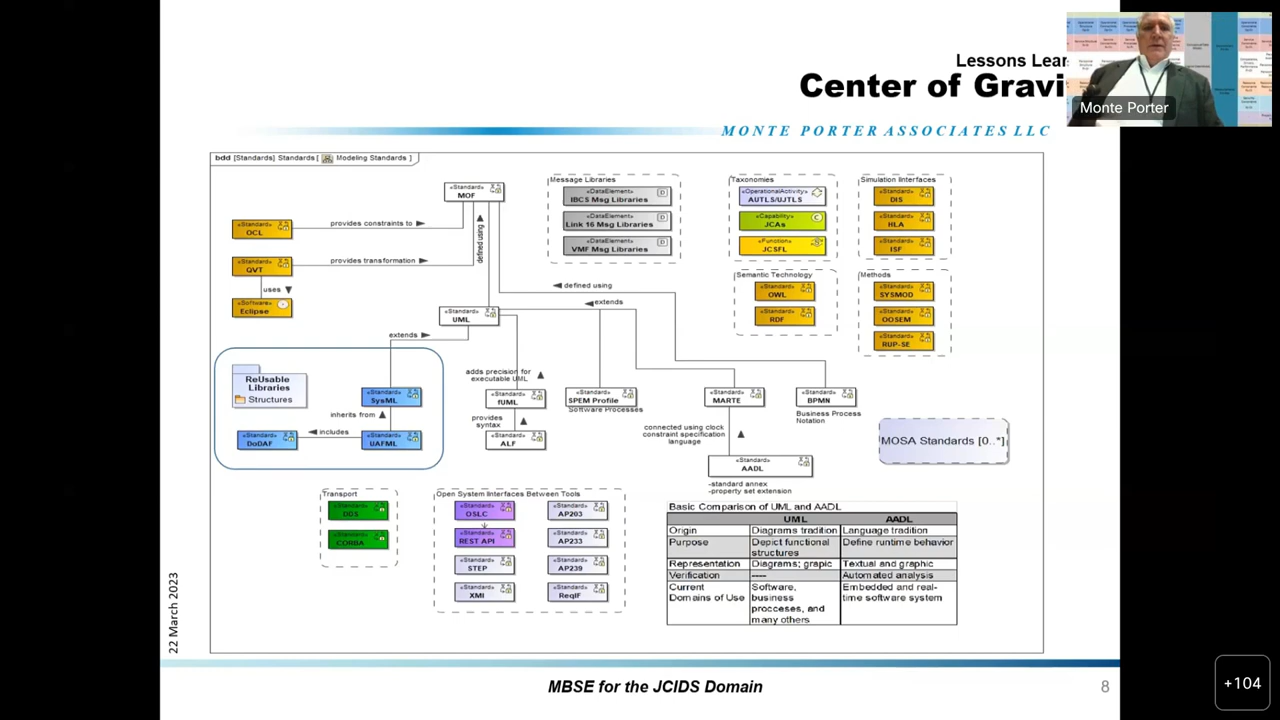 Lessons Lear
Center of Gravi
Monte Porter
MONTE PORTER ASSOCIATES LLC
bdd [Standards] Standards [ Modeling Standards ]
«Standard»
MOF
«Standard»
OCL
provides constraints to
«Standard»
QVT
provides transformation
uses
«Software»
Eclipse
defined using
Message Libraries
«DataElement»
IBCS Msg Libraries
«DataElement»
Link 16 Msg Libraries
«DataElement»
VMF Msg Libraries
Taxonomies
«OperationalActivity»
AUTLS/UJTLS
«Capability»
JCAs
«Function»
JCSFL
Simulation Interfaces
«Standard»
DIS
«Standard»
HLA
«Standard»
ISF
Semantic Technology
«Standard»
OWL
«Standard»
RDF
Methods
«Standard»
SYSMOD
«Standard»
OOSEM
«Standard»
RUP-SE
defined using
extends
«Standard»
UML
extends
ReUsable
Libraries
Structures
«Standard»
SysML
inherits from
includes
«Standard»
DoDAF
«Standard»
UAFML
adds precision for
executable UML
«Standard»
fUML
provides
syntax
«Standard»
ALF
«Standard»
SPEM Profile
Software Processes
«Standard»
MARTE
«Standard»
BPMN
Business Process
Notation
connected using clock
constraint specification
language
«Standard»
AADL
-standard annex
-property set extension
MOSA Standards [0..*]
Transport
«Standard»
DDS
«Standard»
CORBA
Open System Interfaces Between Tools
«Standard»
OSLC
«Standard»
REST API
«Standard»
STEP
«Standard»
XMI
«Standard»
AP203
«Standard»
AP233
«Standard»
AP239
«Standard»
ReqIF
Basic Comparison of UML and AADL
UML AADL
Origin Diagrams tradition Language tradition
Purpose Depict functional Define runtime behavior
structures
Representation Diagrams; grapic Textual and graphic
Verification ---- Automated analysis
Current Software, Embedded and real-
Domains of Use business time software system
procceses, and
many others
22 March 2023
MBSE for the JCIDS Domain
8
+104